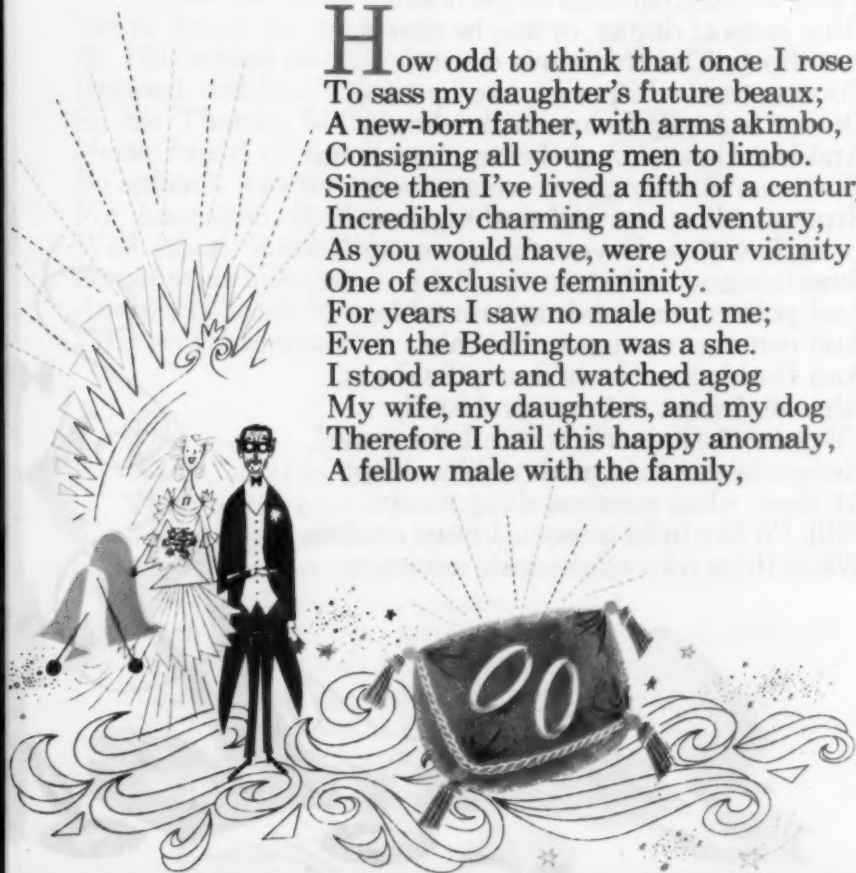 How odd to think that once I rose
To sass my daughter's future beaux;
A new-born father, with arms akimbo,
Consigning all young men to limbo.
Since then I've lived a fifth of a centur
Incredibly charming and adventury,
As you would have, were your vicinity
One of exclusive femininity.
For years I saw no male but me;
Even the Bedlington was a she.
I stood apart and watched agog
My wife, my daughters, and my dog
Therefore I hail this happy anomaly,
A fellow male with the family,